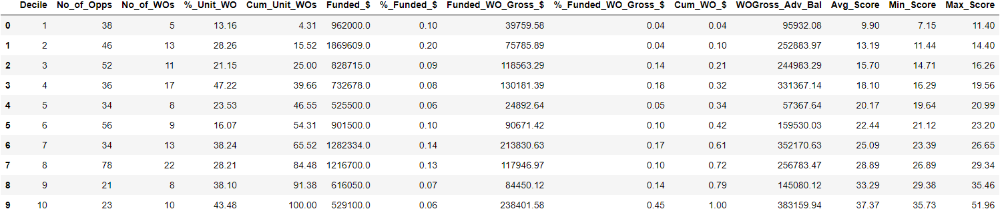 Decile No_of_Opps No_of_WOs %_Unit_WO Cum_Unit_WOs Funded_$ %_Funded_$ Funded_WO_Gross_$ %_Funded_WO_Gross_$ Cum_WO_$ WOGross_Adv_Bal Avg_Score Min_Score Max_Score
0 1 38 5 13.16 4.31 962000.0 0.10 39759.58 0.04 0.04 95932.08 9.90 7.15 11.40
1 2 46 13 28.26 15.52 1869609.0 0.20 75785.89 0.04 0.10 252883.97 13.19 11.44 14.40
2 3 52 11 21.15 25.00 828715.0 0.09 118563.29 0.14 0.21 244983.29 15.70 14.71 16.26
3 4 36 17 47.22 39.66 732678.0 0.08 130181.39 0.18 0.32 331367.14 18.10 16.29 19.56
4 5 34 8 23.53 46.55 525500.0 0.06 24892.64 0.05 0.34 57367.64 20.17 19.64 20.99
5 6 56 9 16.07 54.31 901500.0 0.10 90671.42 0.10 0.42 159530.03 22.44 21.12 23.20
6 7 34 13 38.24 65.52 1282334.0 0.14 213830.63 0.17 0.61 352170.63 25.09 23.39 26.65
7 8 78 22 28.21 84.48 1216700.0 0.13 117946.97 0.10 0.72 256783.47 28.89 26.89 29.34
8 9 21 8 38.10 91.38 616050.0 0.07 84450.12 0.14 0.79 145080.12 33.29 29.38 35.46
9 10 23 10 43.48 100.00 529100.0 0.06 238401.58 0.45 1.00 383159.94 37.37 35.73 51.96